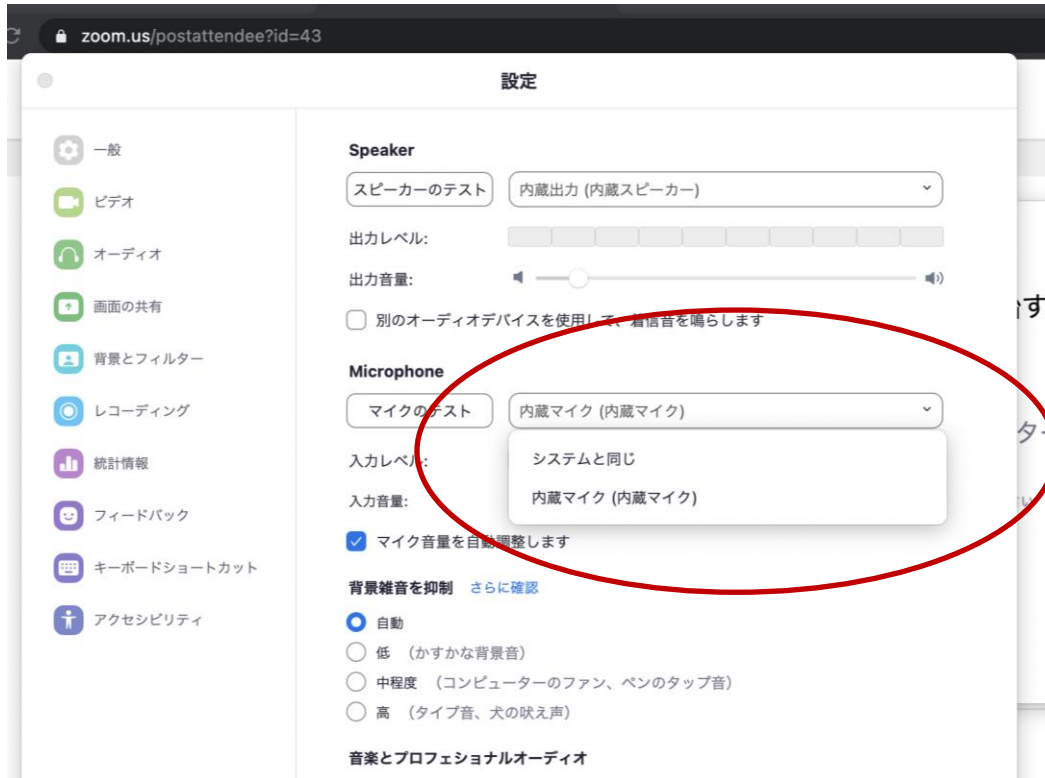 zoom.us/postattendee?id=43
設定
一般
ビデオ
オーディオ
画面の共有
背景とフィルター
レコーディング
統計情報
フィードバック
キーボードショートカット
アクセシビリティ
Speaker
スピーカーのテスト 内蔵出力 (内蔵スピーカー)
出力レベル:
出力音量:
別のオーディオデバイスを使用して、着信音を鳴らします
Microphone
マイクのテスト 内蔵マイク (内蔵マイク)
システムと同じ
内蔵マイク (内蔵マイク)
入力レベル:
入力音量:
マイク音量を自動調整します
背景雑音を抑制 さらに確認
自動
低 (かすかな背景音)
中程度 (コンピューターのファン、ペンのタップ音)
高 (タイプ音、犬の吠え声)
音楽とプロフェショナルオーディオ
す
タ